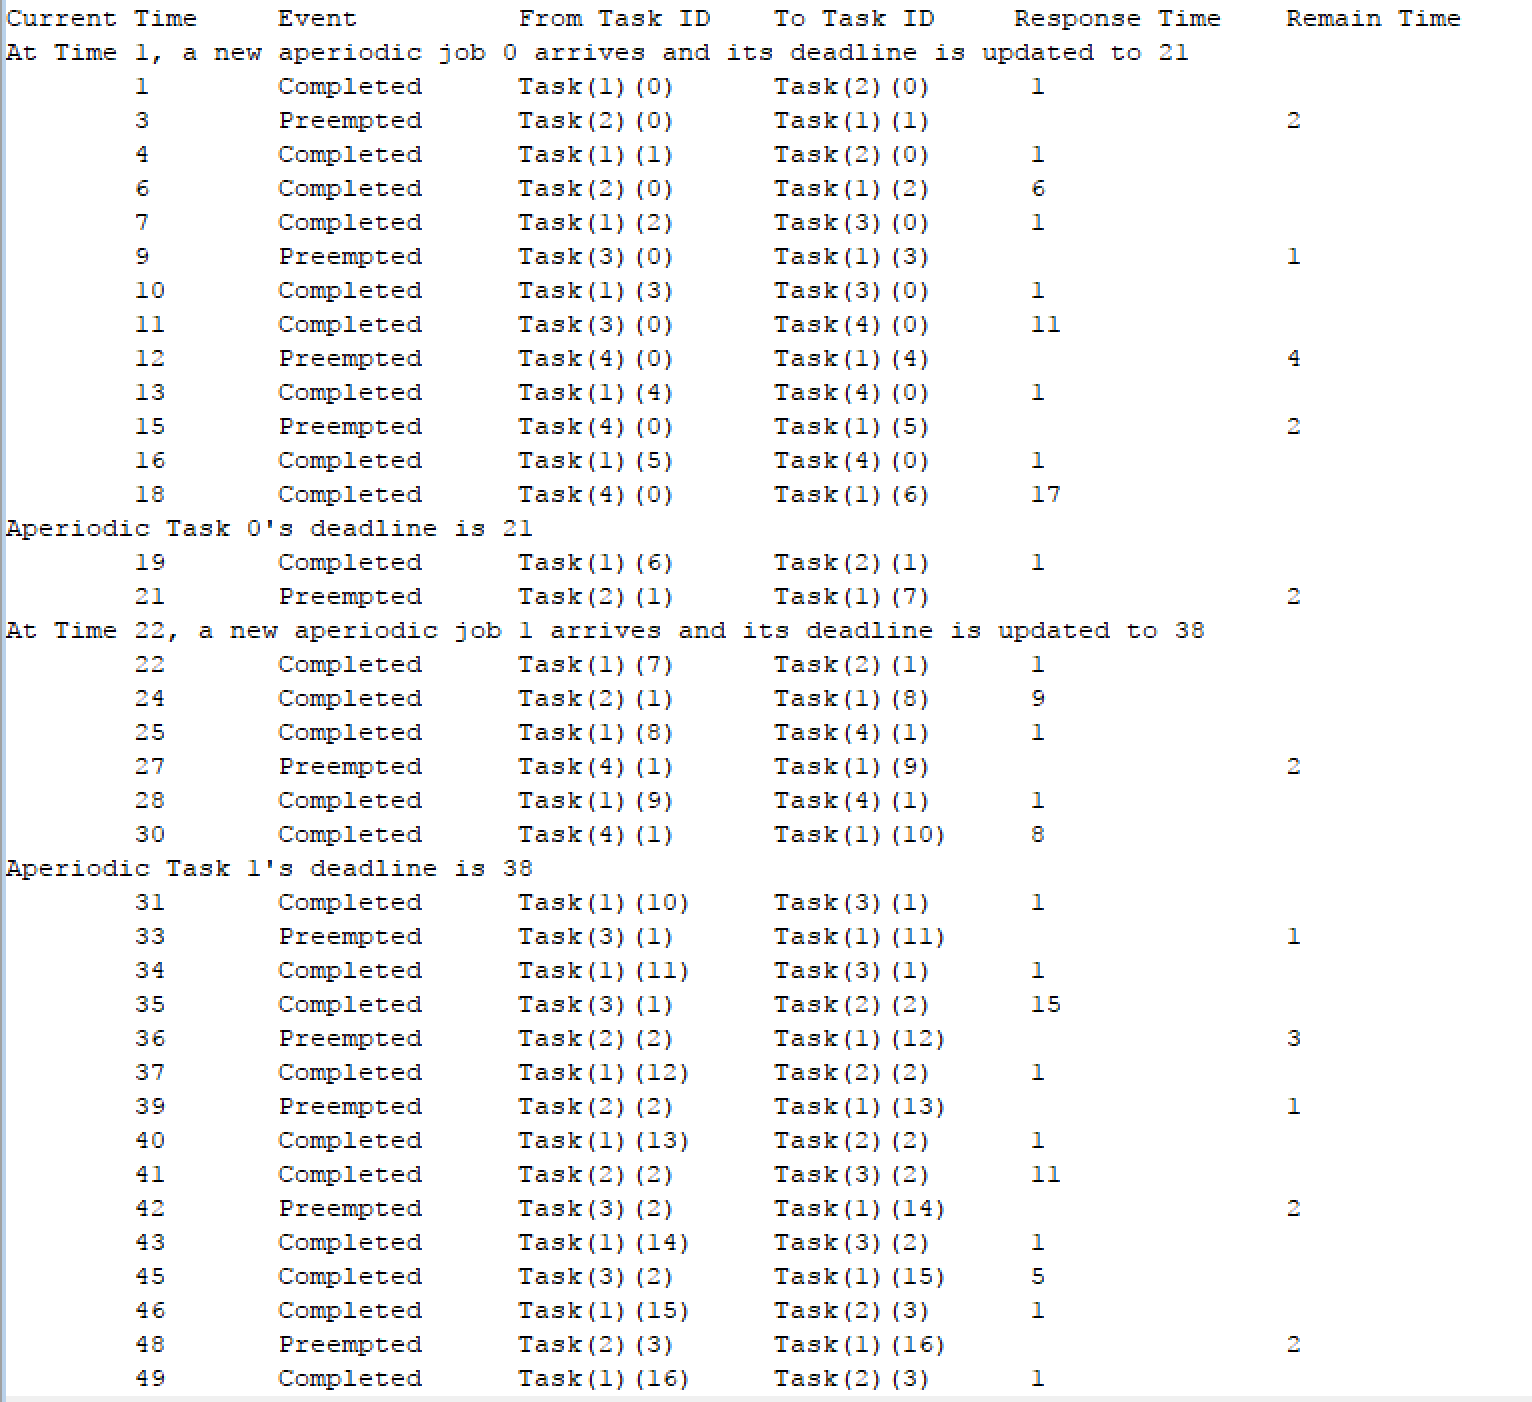 Current Time     Event          From Task ID    To Task ID     Response Time    Remain Time
At Time 1, a new aperiodic job 0 arrives and its deadline is updated to 21
1        Completed      Task(1)(0)      Task(2)(0)      1
3        Preempted      Task(2)(0)      Task(1)(1)                      2
4        Completed      Task(1)(1)      Task(2)(0)      1
6        Completed      Task(2)(0)      Task(1)(2)      6
7        Completed      Task(1)(2)      Task(3)(0)      1
9        Preempted      Task(3)(0)      Task(1)(3)                      1
10       Completed      Task(1)(3)      Task(3)(0)      1
11       Completed      Task(3)(0)      Task(4)(0)      11
12       Preempted      Task(4)(0)      Task(1)(4)                      4
13       Completed      Task(1)(4)      Task(4)(0)      1
15       Preempted      Task(4)(0)      Task(1)(5)                      2
16       Completed      Task(1)(5)      Task(4)(0)      1
18       Completed      Task(4)(0)      Task(1)(6)      17
Aperiodic Task 0's deadline is 21
19       Completed      Task(1)(6)      Task(2)(1)      1
21       Preempted      Task(2)(1)      Task(1)(7)                      2
At Time 22, a new aperiodic job 1 arrives and its deadline is updated to 38
22       Completed      Task(1)(7)      Task(2)(1)      1
24       Completed      Task(2)(1)      Task(1)(8)      9
25       Completed      Task(1)(8)      Task(4)(1)      1
27       Preempted      Task(4)(1)      Task(1)(9)                      2
28       Completed      Task(1)(9)      Task(4)(1)      1
30       Completed      Task(4)(1)      Task(1)(10)     8
Aperiodic Task 1's deadline is 38
31       Completed      Task(1)(10)     Task(3)(1)      1
33       Preempted      Task(3)(1)      Task(1)(11)                     1
34       Completed      Task(1)(11)     Task(3)(1)      1
35       Completed      Task(3)(1)      Task(2)(2)      15
36       Preempted      Task(2)(2)      Task(1)(12)                     3
37       Completed      Task(1)(12)     Task(2)(2)      1
39       Preempted      Task(2)(2)      Task(1)(13)                     1
40       Completed      Task(1)(13)     Task(2)(2)      1
41       Completed      Task(2)(2)      Task(3)(2)      11
42       Preempted      Task(3)(2)      Task(1)(14)                     2
43       Completed      Task(1)(14)     Task(3)(2)      1
45       Completed      Task(3)(2)      Task(1)(15)     5
46       Completed      Task(1)(15)     Task(2)(3)      1
48       Preempted      Task(2)(3)      Task(1)(16)                     2
49       Completed      Task(1)(16)     Task(2)(3)      1